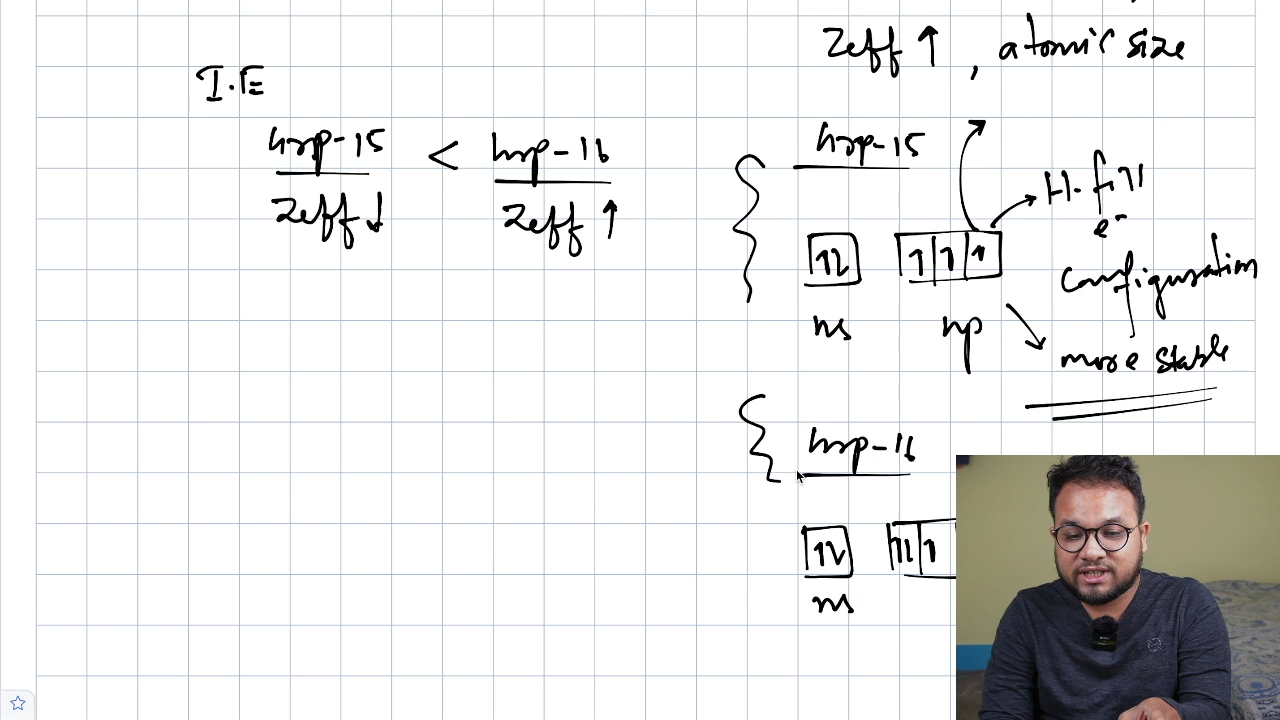 Zeff ↑ , atomic size
I.E
grp-15 < grp-16
Zeff ↓ Zeff ↑
grp-15
H. fill
e⁻
configuration
more stable
↑↓ ↑ ↑ ↑
ns np
grp-16
↑↓ ↑↓ ↑
ns